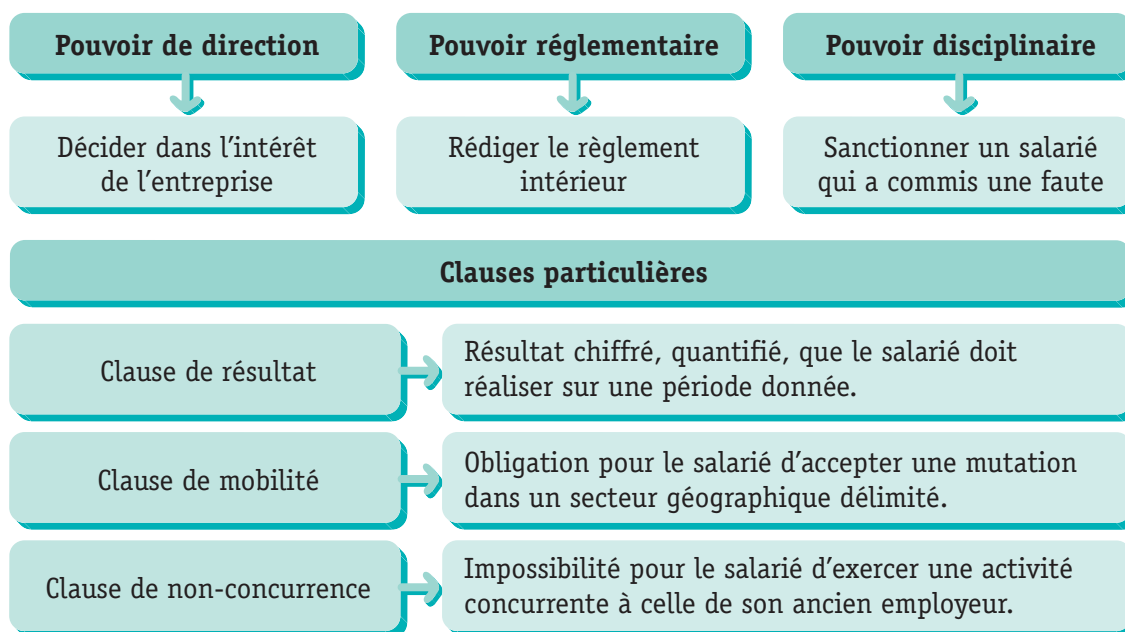 Pouvoir de direction
Pouvoir réglementaire
Pouvoir disciplinaire
Décider dans l'intérêt
de l'entreprise
Rédiger le règlement
intérieur
Sanctionner un salarié
qui a commis une faute
Clauses particulières
Clause de résultat
Résultat chiffré, quantifié, que le salarié doit
réaliser sur une période donnée.
Clause de mobilité
Obligation pour le salarié d'accepter une mutation
dans un secteur géographique délimité.
Clause de non-concurrence
Impossibilité pour le salarié d'exercer une activité
concurrente à celle de son ancien employeur.